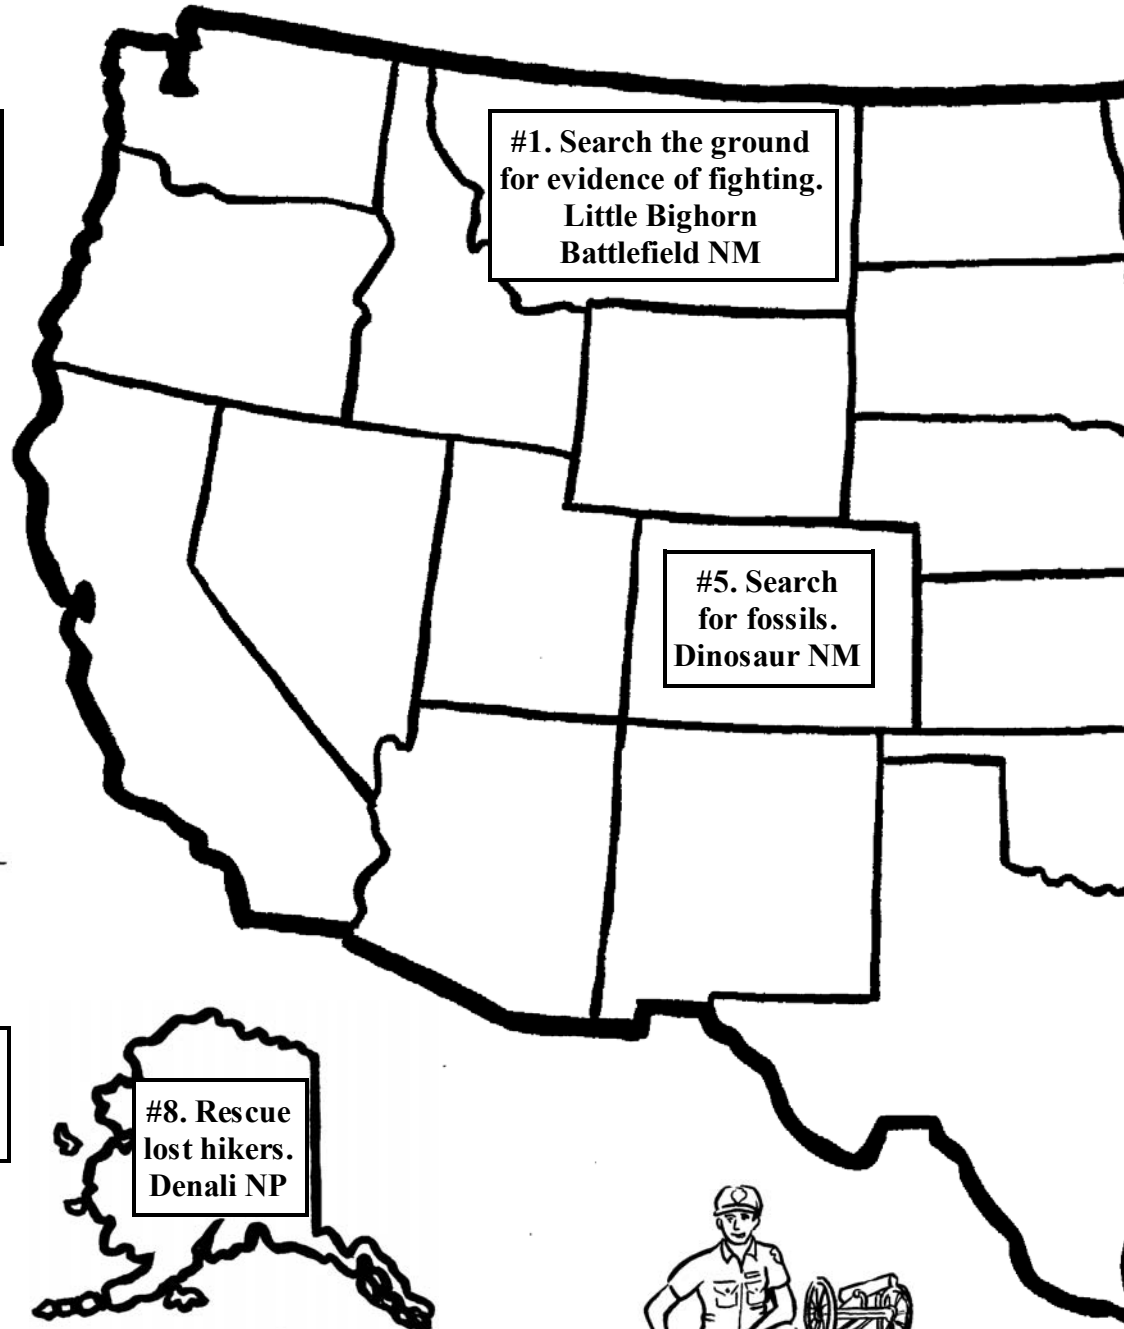 #1. Search the ground
for evidence of fighting.
Little Bighorn
Battlefield NM
#5. Search
for fossils.
Dinosaur NM
#8. Rescue
lost hikers.
Denali NP